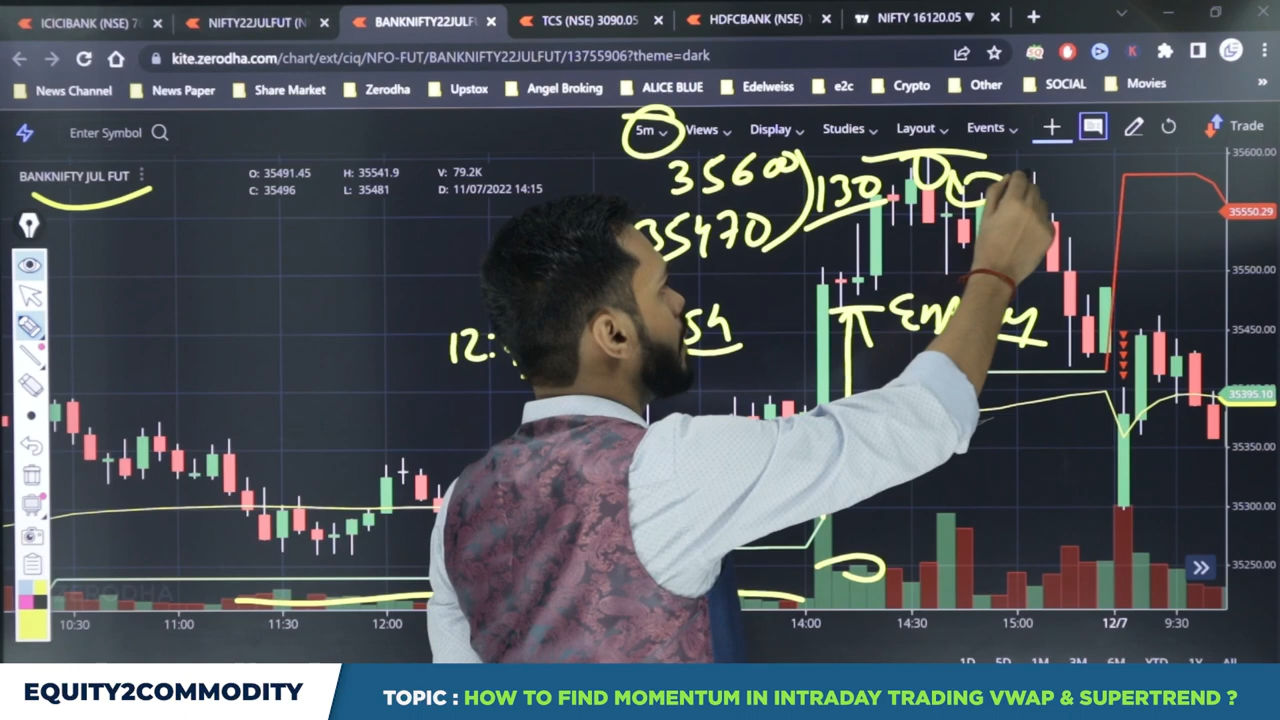 ICICIBANK (NSE) 7
NIFTY22JULFUT (N
BANKNIFTY22JULF
TCS (NSE) 3090.05
HDFCBANK (NSE)
NIFTY 16120.05 ▼
kite.zerodha.com/chart/ext/ciq/NFO-FUT/BANKNIFTY22JULFUT/13755906?theme=dark
News Channel
News Paper
Share Market
Zerodha
Upstox
Angel Broking
ALICE BLUE
Edelweiss
e2c
Crypto
Other
SOCIAL
Movies
Enter Symbol
5m
Views
Display
Studies
Layout
Events
Trade
BANKNIFTY JUL FUT
O: 35491.45 H: 35541.9 V: 79.2K
C: 35496 L: 35481 D: 11/07/2022 14:15
35600
35470
130
Entry
12:
54
35600.00
35550.29
35500.00
35450.00
35395.10
35350.00
35300.00
35250.00
10:30 11:00 11:30 12:00 14:00 14:30 15:00 12/7 9:30
1D 5D 1M 3M 6M YTD 1Y All
EQUITY2COMMODITY
TOPIC : HOW TO FIND MOMENTUM IN INTRADAY TRADING VWAP & SUPERTREND ?